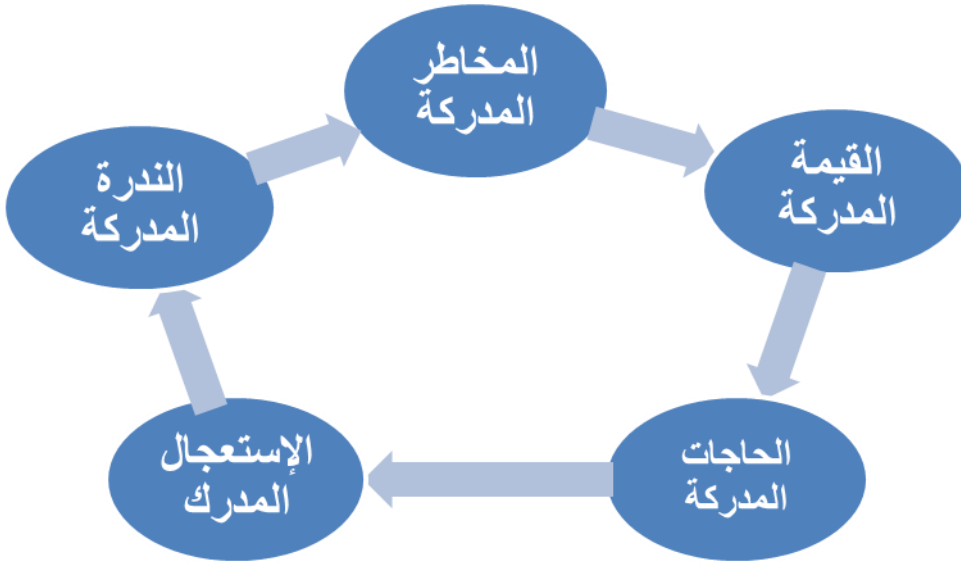 المخاطر
المدركة
القيمة
المدركة
الحاجات
المدركة
الإستعجال
المدرك
الندرة
المدركة